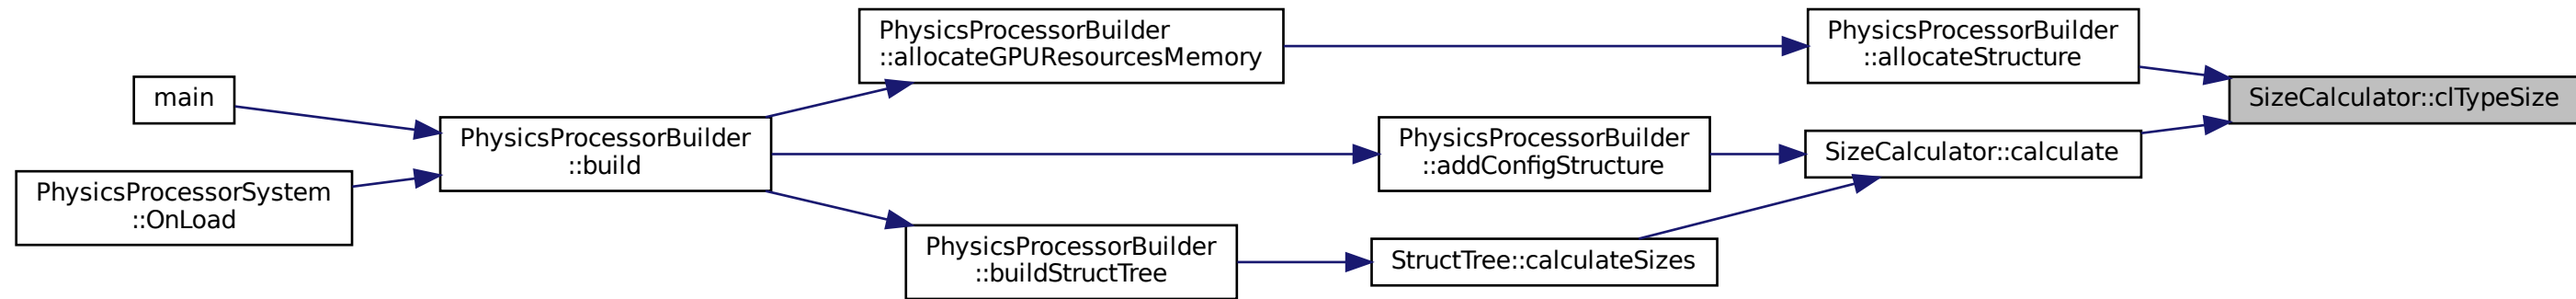 main
PhysicsProcessorSystem
::OnLoad
PhysicsProcessorBuilder
::build
PhysicsProcessorBuilder
::allocateGPUResourcesMemory
PhysicsProcessorBuilder
::buildStructTree
PhysicsProcessorBuilder
::addConfigStructure
StructTree::calculateSizes
PhysicsProcessorBuilder
::allocateStructure
SizeCalculator::calculate
SizeCalculator::clTypeSize